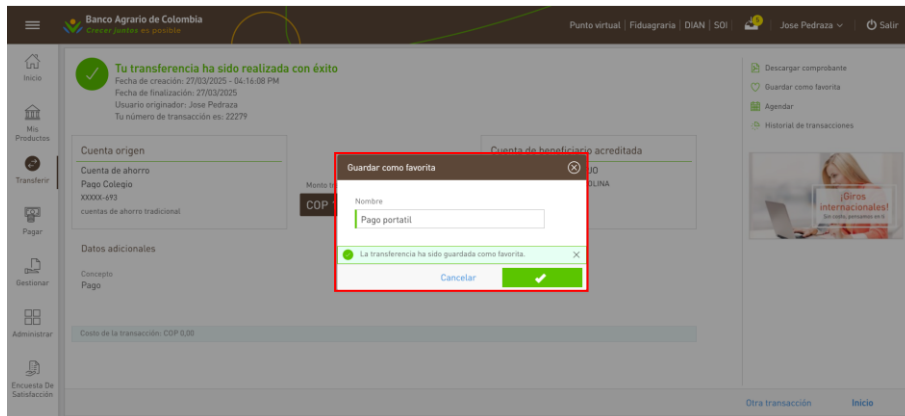 Banco Agrario de Colombia
Crecer juntos es posible
Punto virtual | Fiduagraria | DIAN | SOI
Jose Pedraza
Salir
Inicio
Mis
Productos
Transferir
Pagar
Gestionar
Administrar
Encuesta De
Satisfacción
Tu transferencia ha sido realizada con éxito
Fecha de creación: 27/03/2025 - 04:16:08 PM
Fecha de finalización: 27/03/2025
Usuario originador: Jose Pedraza
Tu número de transacción es: 22279
Cuenta origen
Cuenta de ahorro
Pago Colegio
XXXXX-693
cuentas de ahorro tradicional
COP
Cuenta de beneficiario acreditada
Datos adicionales
Concepto
Pago
Costo de la transacción: COP 0,00
Guardar como favorita
Nombre
Pago portatil
La transferencia ha sido guardada como favorita.
Cancelar
Descargar comprobante
Guardar como favorita
Agendar
Historial de transacciones
¡Giros
internacionales!
Sin costo, pensamos en ti.
Otra transacción
Inicio